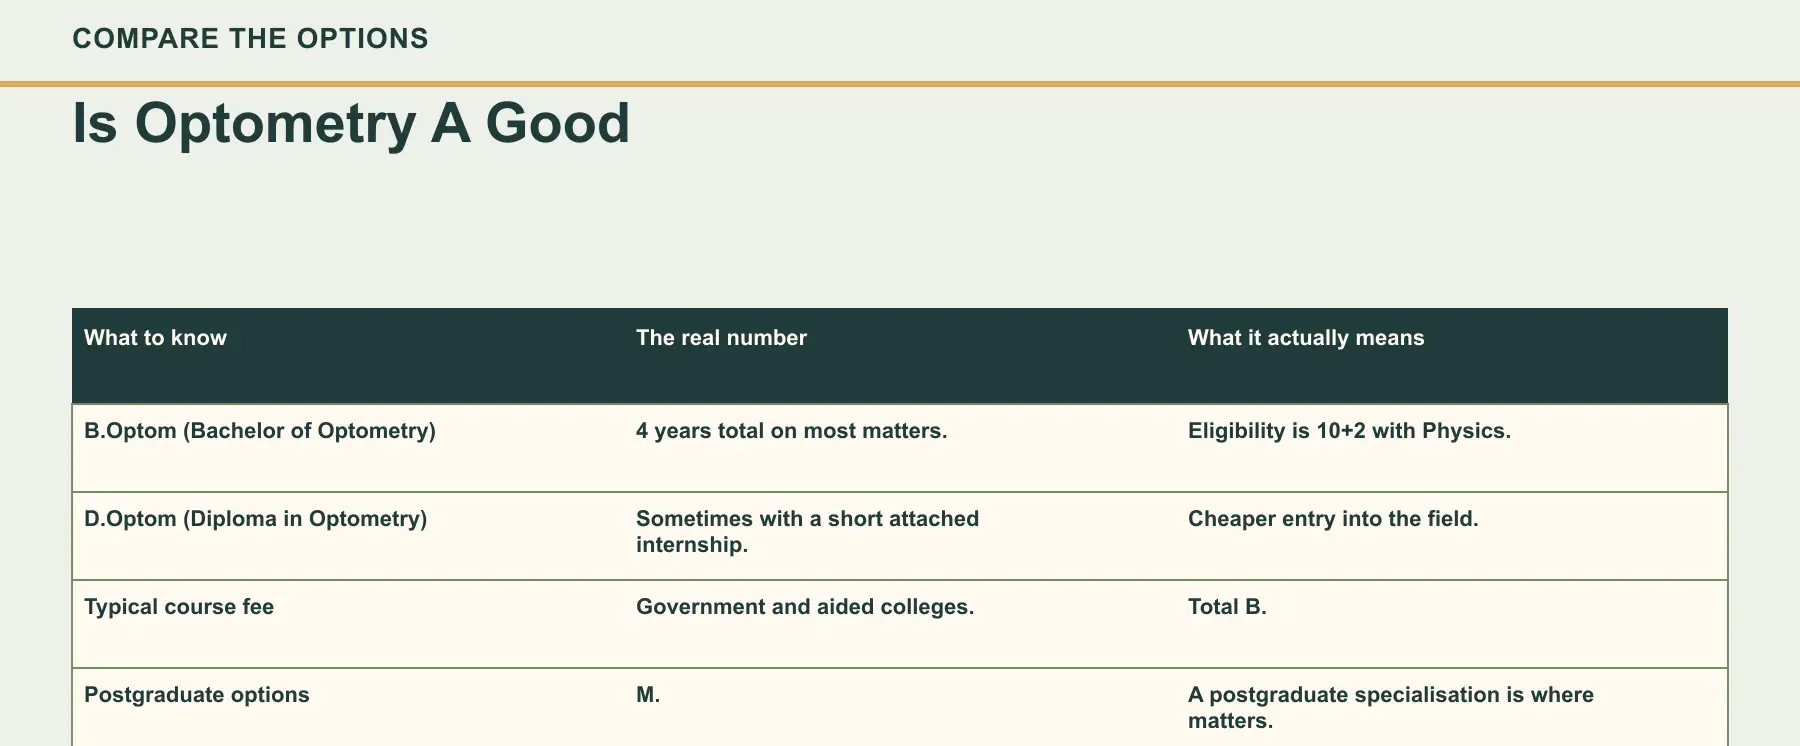 COMPARE THE OPTIONS
Is Optometry A Good
What to know
The real number
What it actually means
B.Optom (Bachelor of Optometry)
4 years total on most matters.
Eligibility is 10+2 with Physics.
D.Optom (Diploma in Optometry)
Sometimes with a short attached
internship.
Cheaper entry into the field.
Typical course fee
Government and aided colleges.
Total B.
Postgraduate options
M.
A postgraduate specialisation is where
matters.